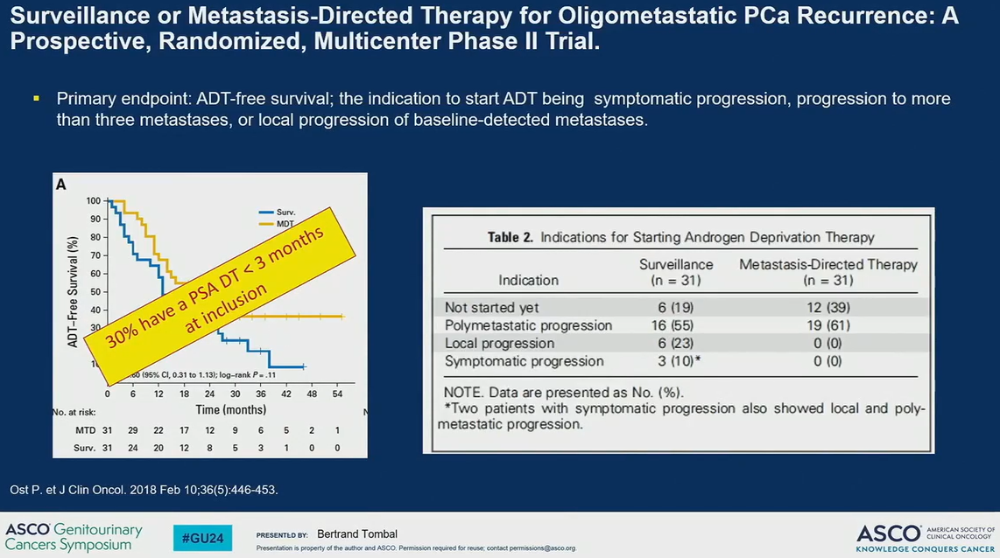 Surveillance or Metastasis-Directed Therapy for Oligometastatic PCa Recurrence: A
Prospective, Randomized, Multicenter Phase II Trial.
▪ Primary endpoint: ADT-free survival; the indication to start ADT being symptomatic progression, progression to more
than three metastases, or local progression of baseline-detected metastases.
A
ADT–Free Survival (%)
100
90
80
70
60
50
40
30
Surv.
MDT
30% have a PSA DT < 3 months
at inclusion
60 (95% CI, 0.31 to 1.13); log–rank P = .11
0 6 12 18 24 30 36 42 48 54
Time (months)
No. at risk:
MTD 31 29 22 17 12 9 6 5 2 1
Surv. 31 24 20 12 8 5 3 1 0 0
Table 2. Indications for Starting Androgen Deprivation Therapy
Surveillance Metastasis-Directed Therapy
Indication (n = 31) (n = 31)
Not started yet 6 (19) 12 (39)
Polymetastatic progression 16 (55) 19 (61)
Local progression 6 (23) 0 (0)
Symptomatic progression 3 (10)* 0 (0)
NOTE. Data are presented as No. (%).
*Two patients with symptomatic progression also showed local and poly-
metastatic progression.
Ost P. et J Clin Oncol. 2018 Feb 10;36(5):446-453.
ASCO Genitourinary
Cancers Symposium
#GU24
PRESENTED BY: Bertrand Tombal
Presentation is property of the author and ASCO. Permission required for reuse; contact permissions@asco.org.
ASCO AMERICAN SOCIETY OF
CLINICAL ONCOLOGY
KNOWLEDGE CONQUERS CANCER